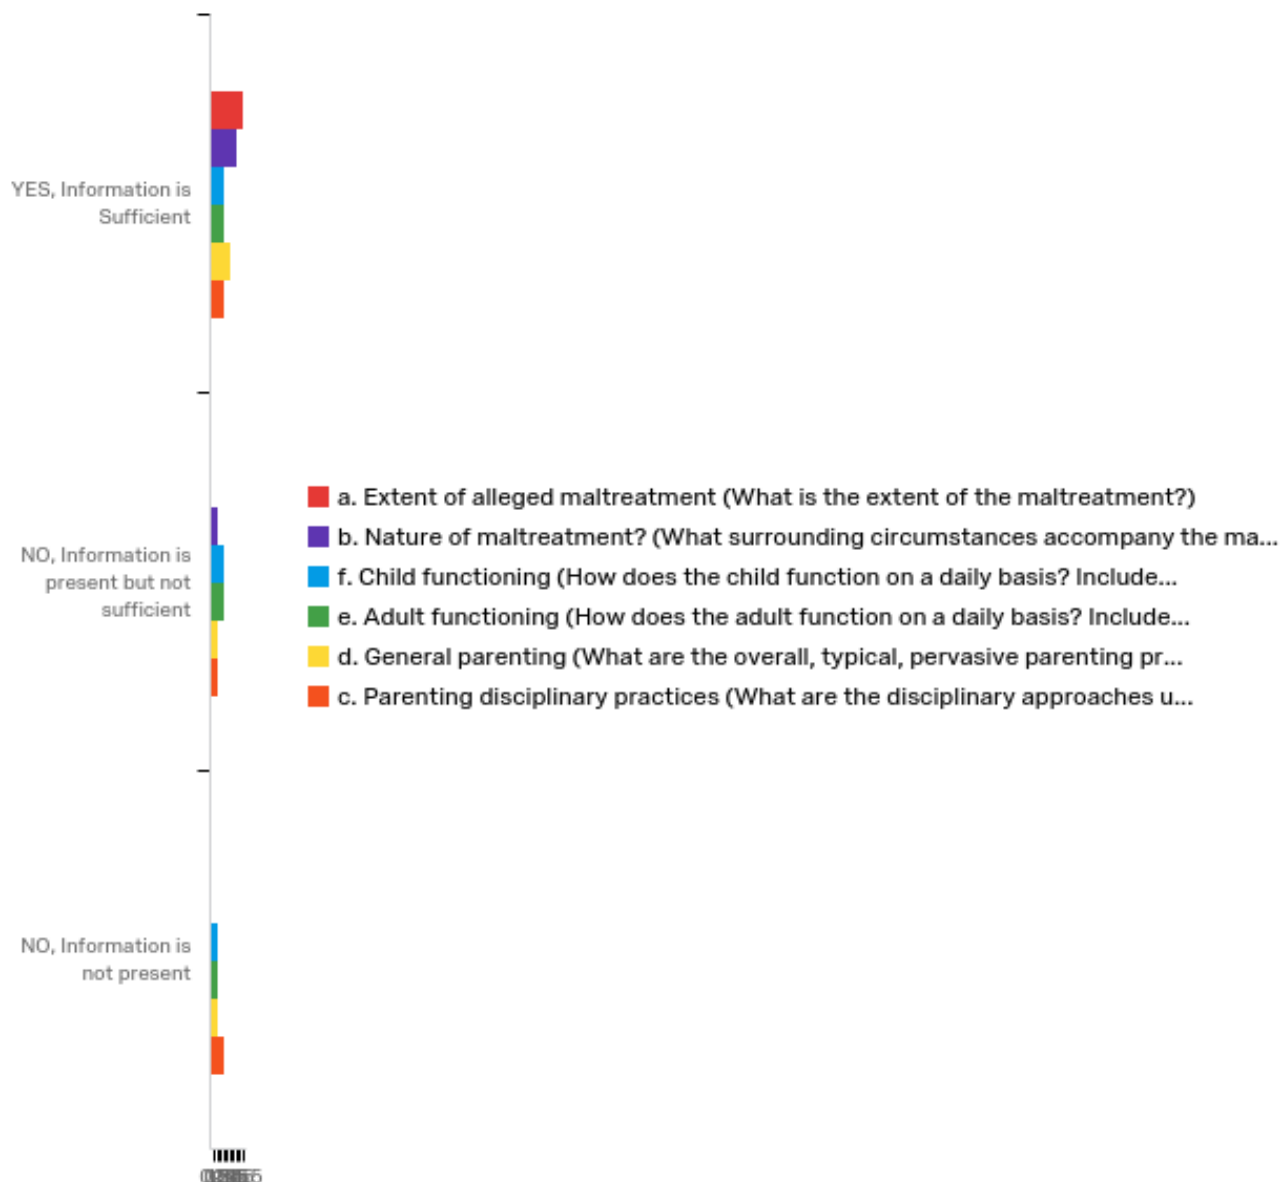 YES, Information is
Sufficient
NO, Information is
present but not
sufficient
NO, Information is
not present
a. Extent of alleged maltreatment (What is the extent of the maltreatment?)
b. Nature of maltreatment? (What surrounding circumstances accompany the ma...
f. Child functioning (How does the child function on a daily basis? Include...
e. Adult functioning (How does the adult function on a daily basis? Include...
d. General parenting (What are the overall, typical, pervasive parenting pr...
c. Parenting disciplinary practices (What are the disciplinary approaches u...